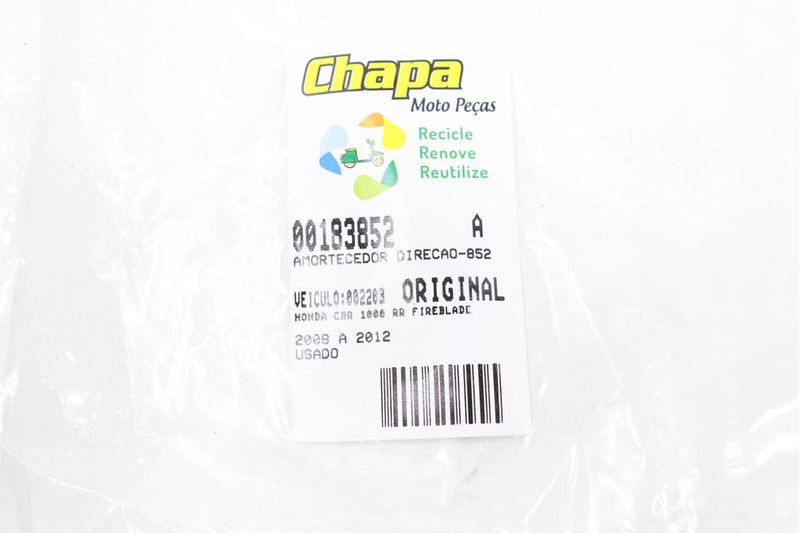 Chapa
Moto Peças
Recicle
Renove
Reutilize
00183852 A
AMORTECEDOR DIRECAO-852
VEICULO:002203 ORIGINAL
HONDA CBR 1000 RR FIREBLADE
2008 A 2012
USADO